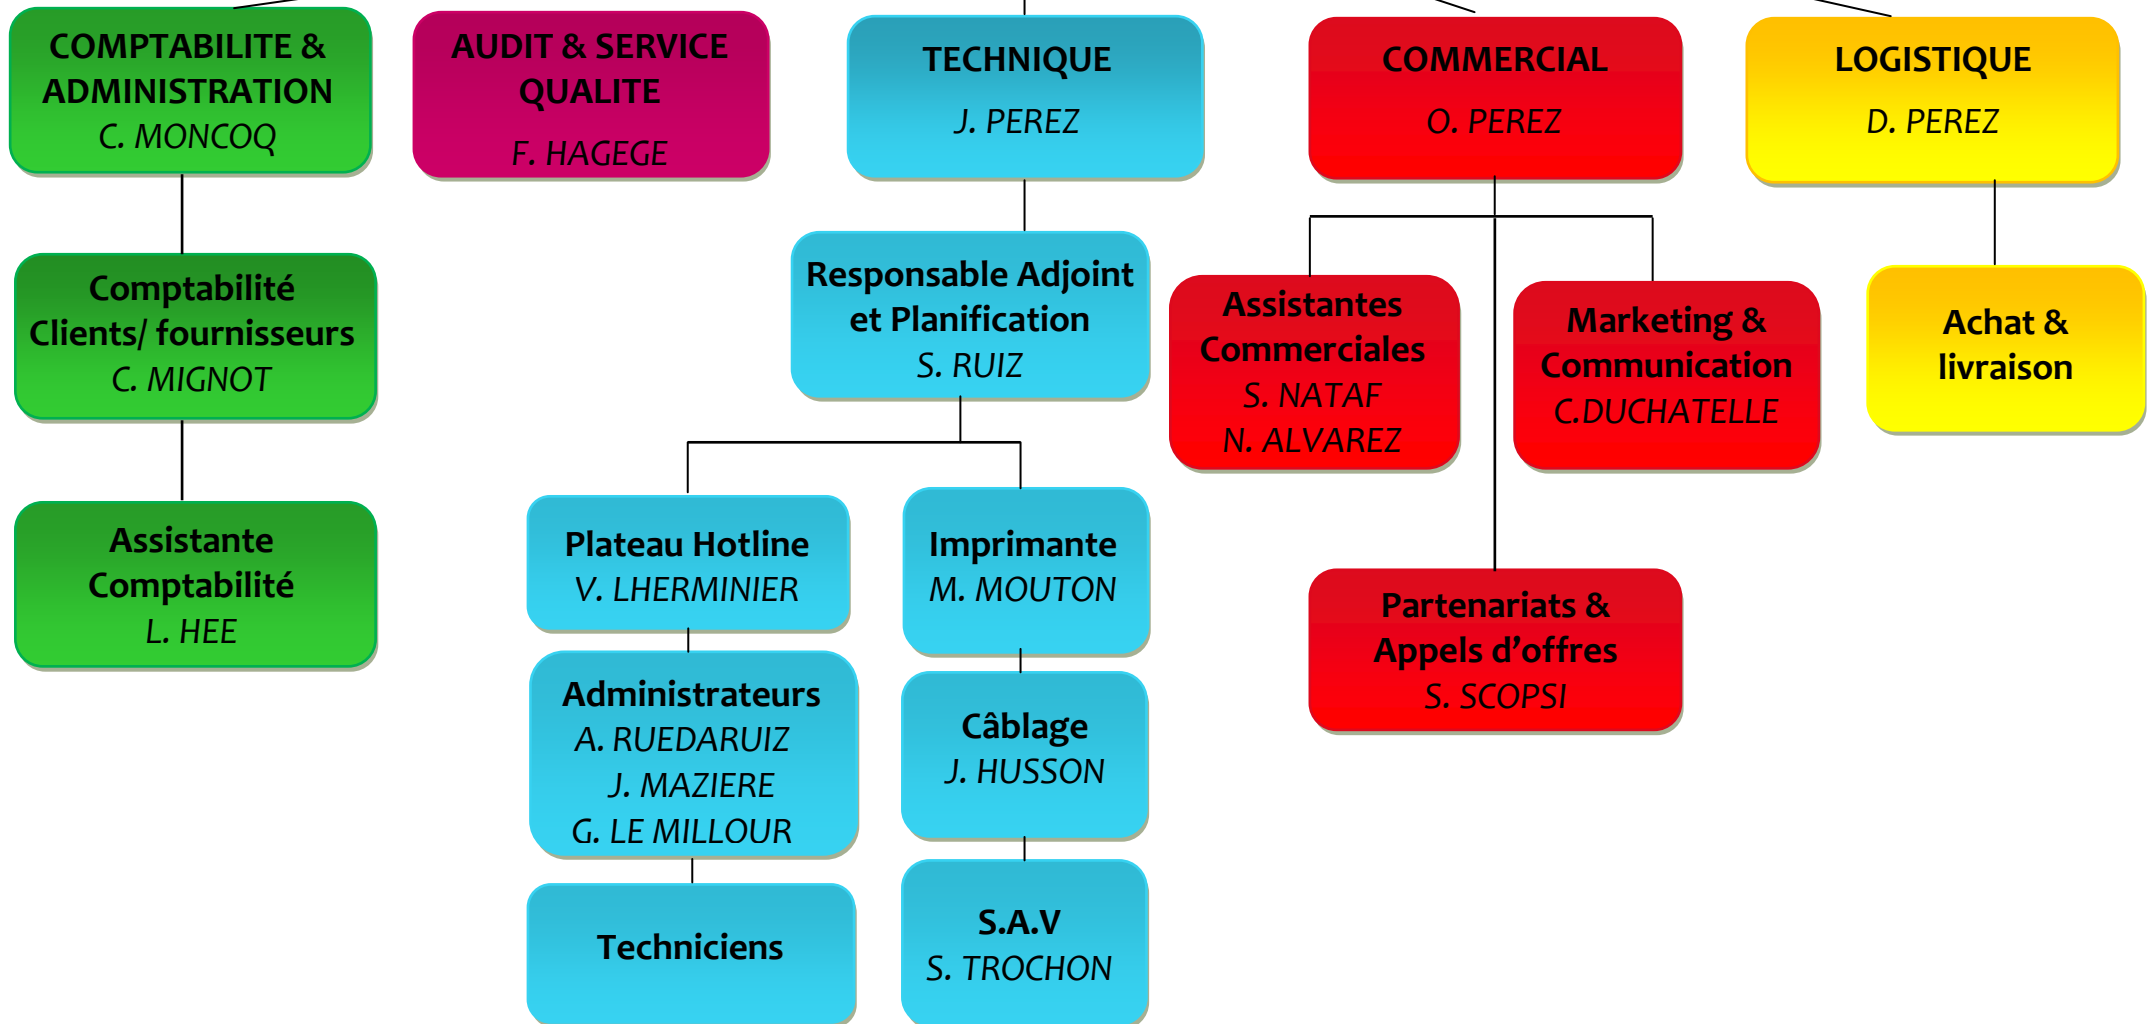 COMPTABILITE &
ADMINISTRATION
C. MONCOQ
AUDIT & SERVICE
QUALITE
F. HAGEGE
TECHNIQUE
J. PEREZ
COMMERCIAL
O. PEREZ
LOGISTIQUE
D. PEREZ
Comptabilité
Clients/ fournisseurs
C. MIGNOT
Responsable Adjoint
et Planification
S. RUIZ
Assistantes
Commerciales
S. NATAF
N. ALVAREZ
Marketing &
Communication
C.DUCHATELLE
Achat &
livraison
Assistante
Comptabilité
L. HEE
Plateau Hotline
V. LHERMINIER
Imprimante
M. MOUTON
Partenariats &
Appels d’offres
S. SCOPSI
Administrateurs
A. RUEDARUIZ
J. MAZIERE
G. LE MILLOUR
Câblage
J. HUSSON
Techniciens
S.A.V
S. TROCHON